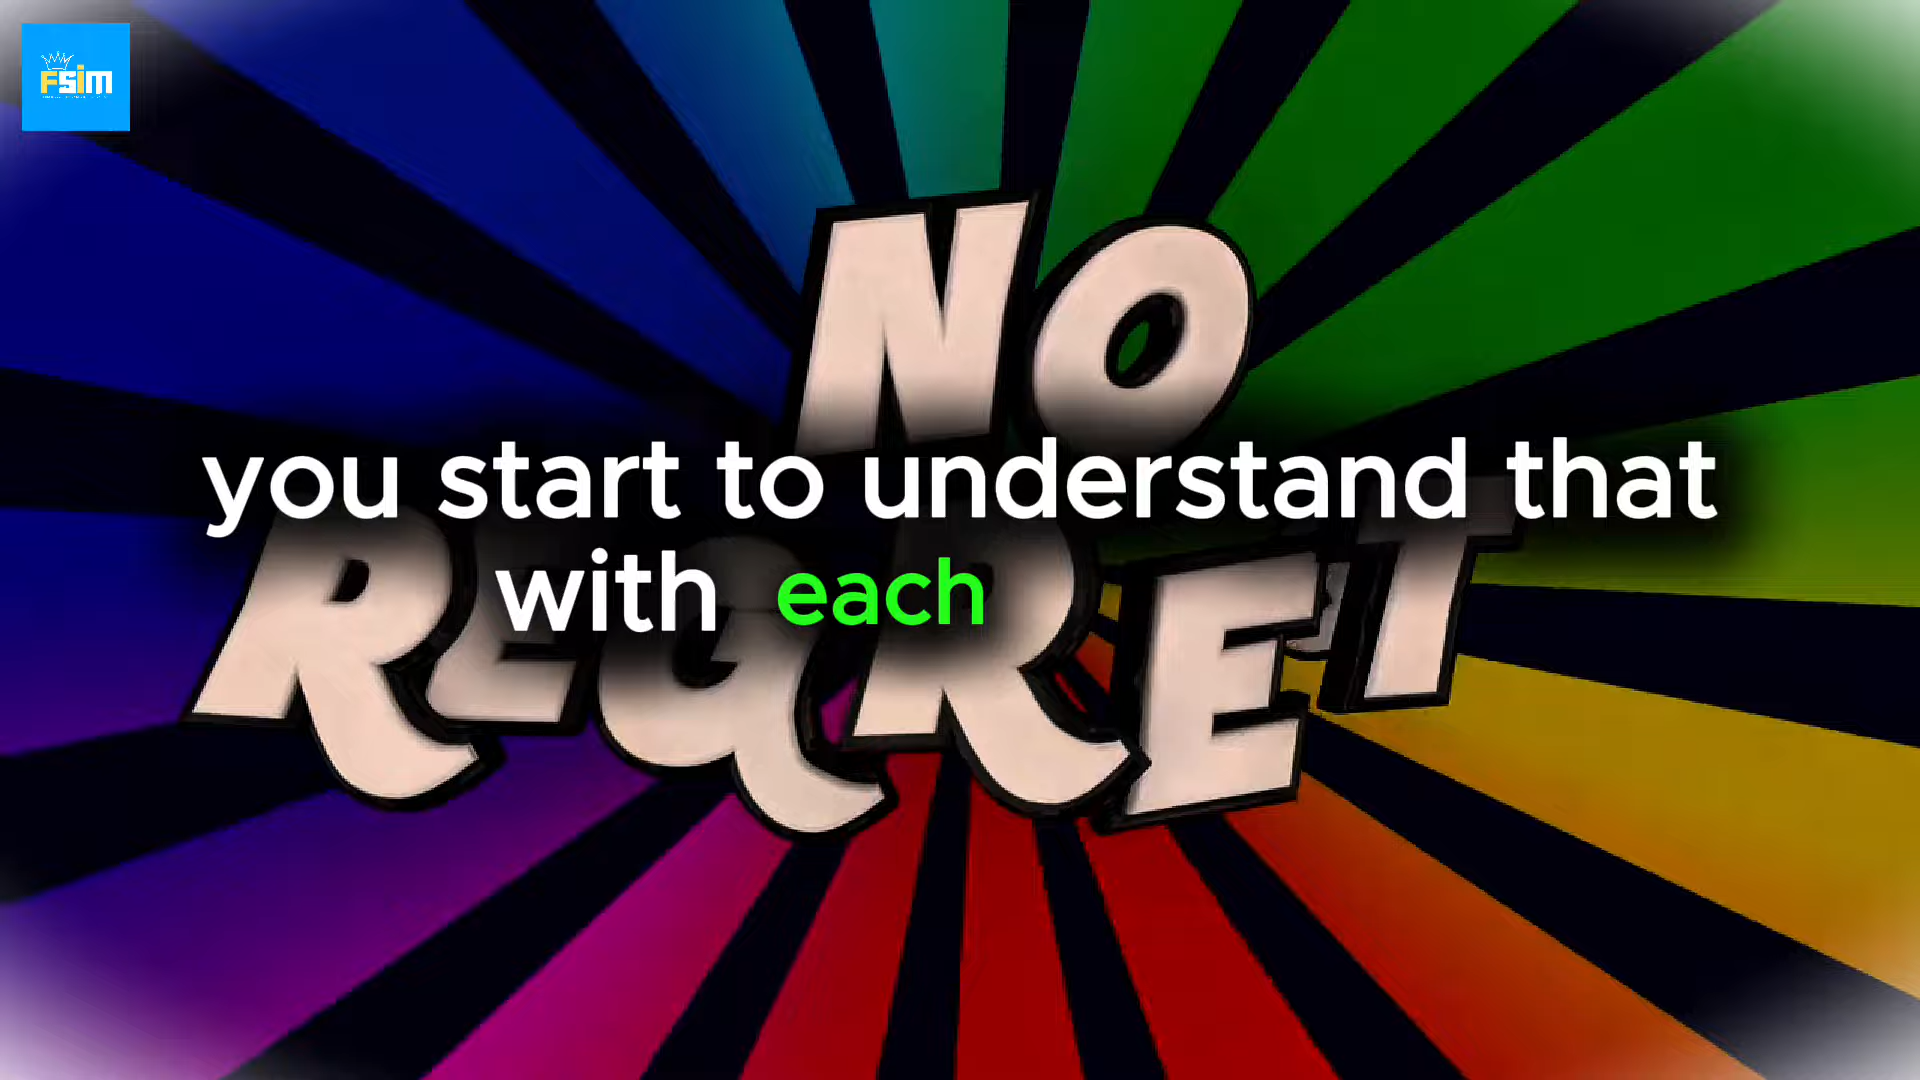 FSiM
NO
REGRET
you start to understand that
with each